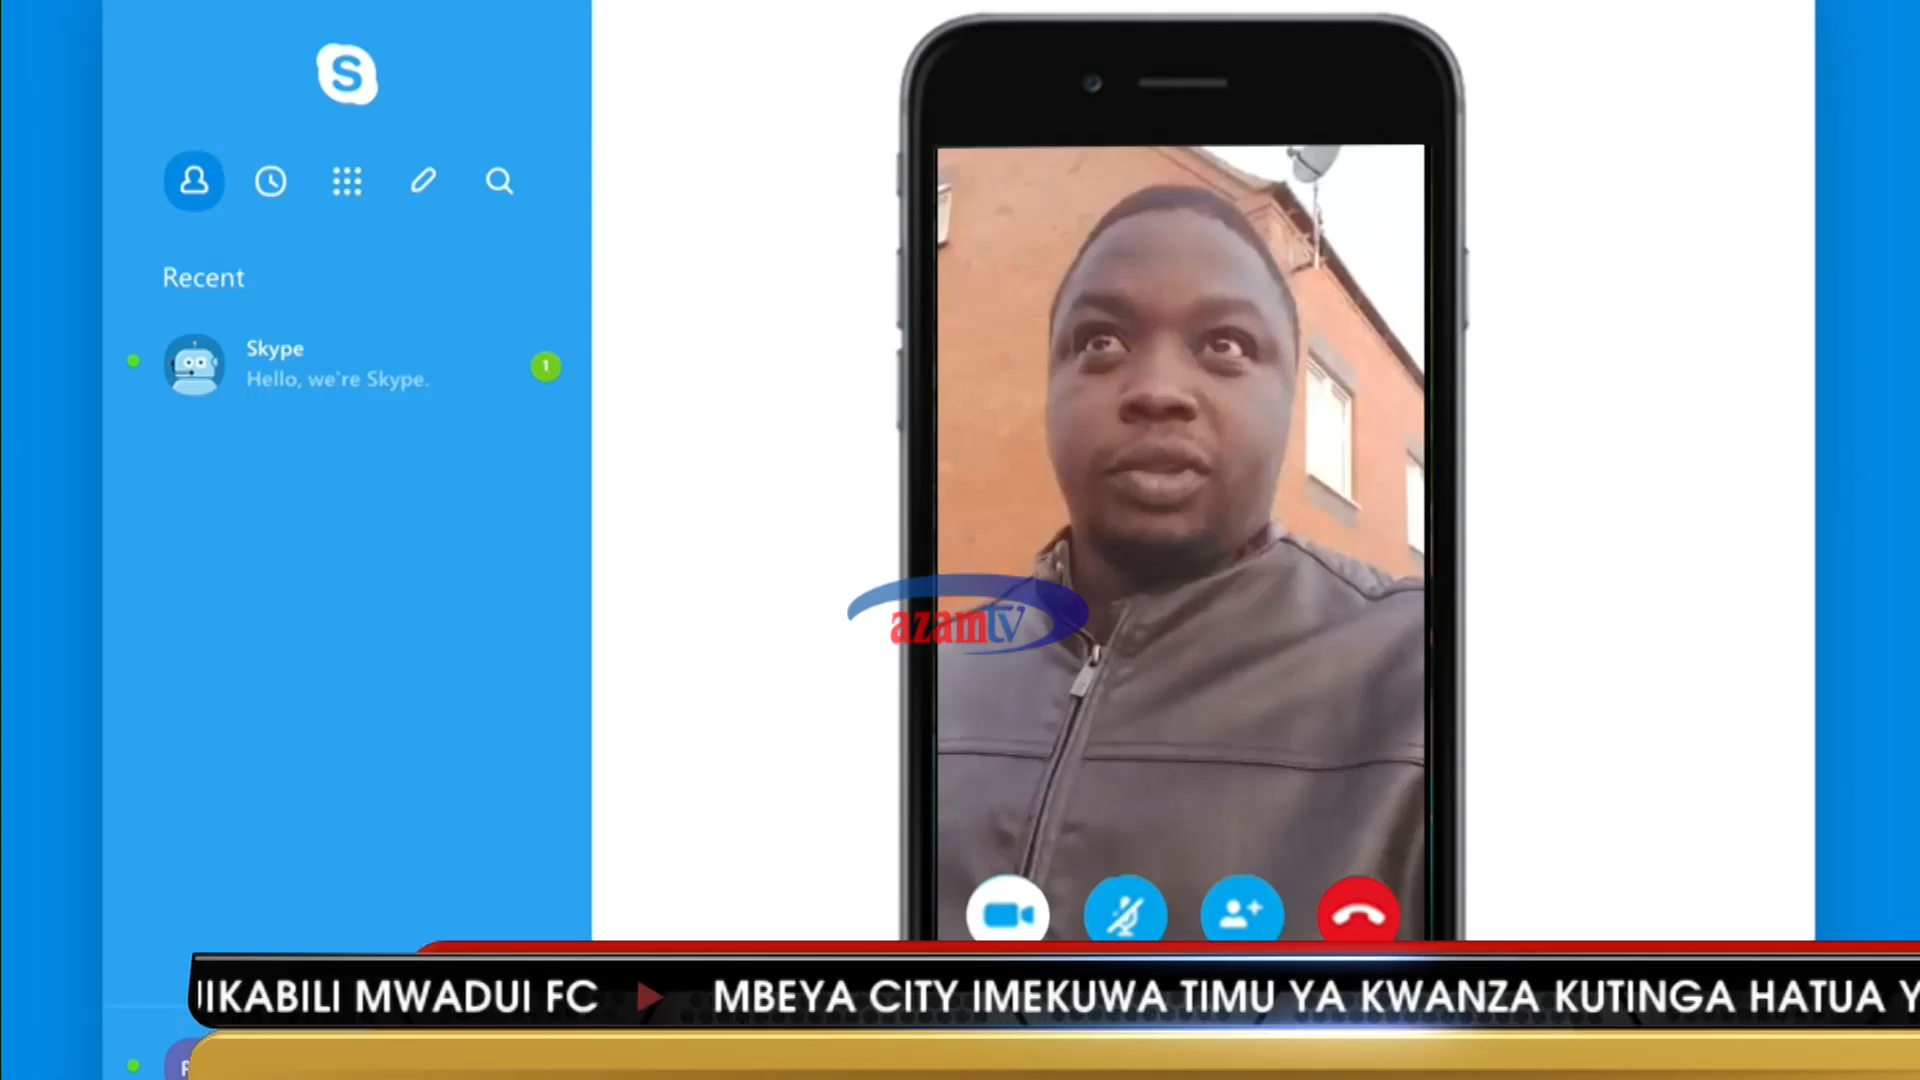 S
Recent
Skype
Hello, we're Skype.
1
azamtv
IKABILI MWADUI FC
MBEYA CITY IMEKUWA TIMU YA KWANZA KUTINGA HATUA Y